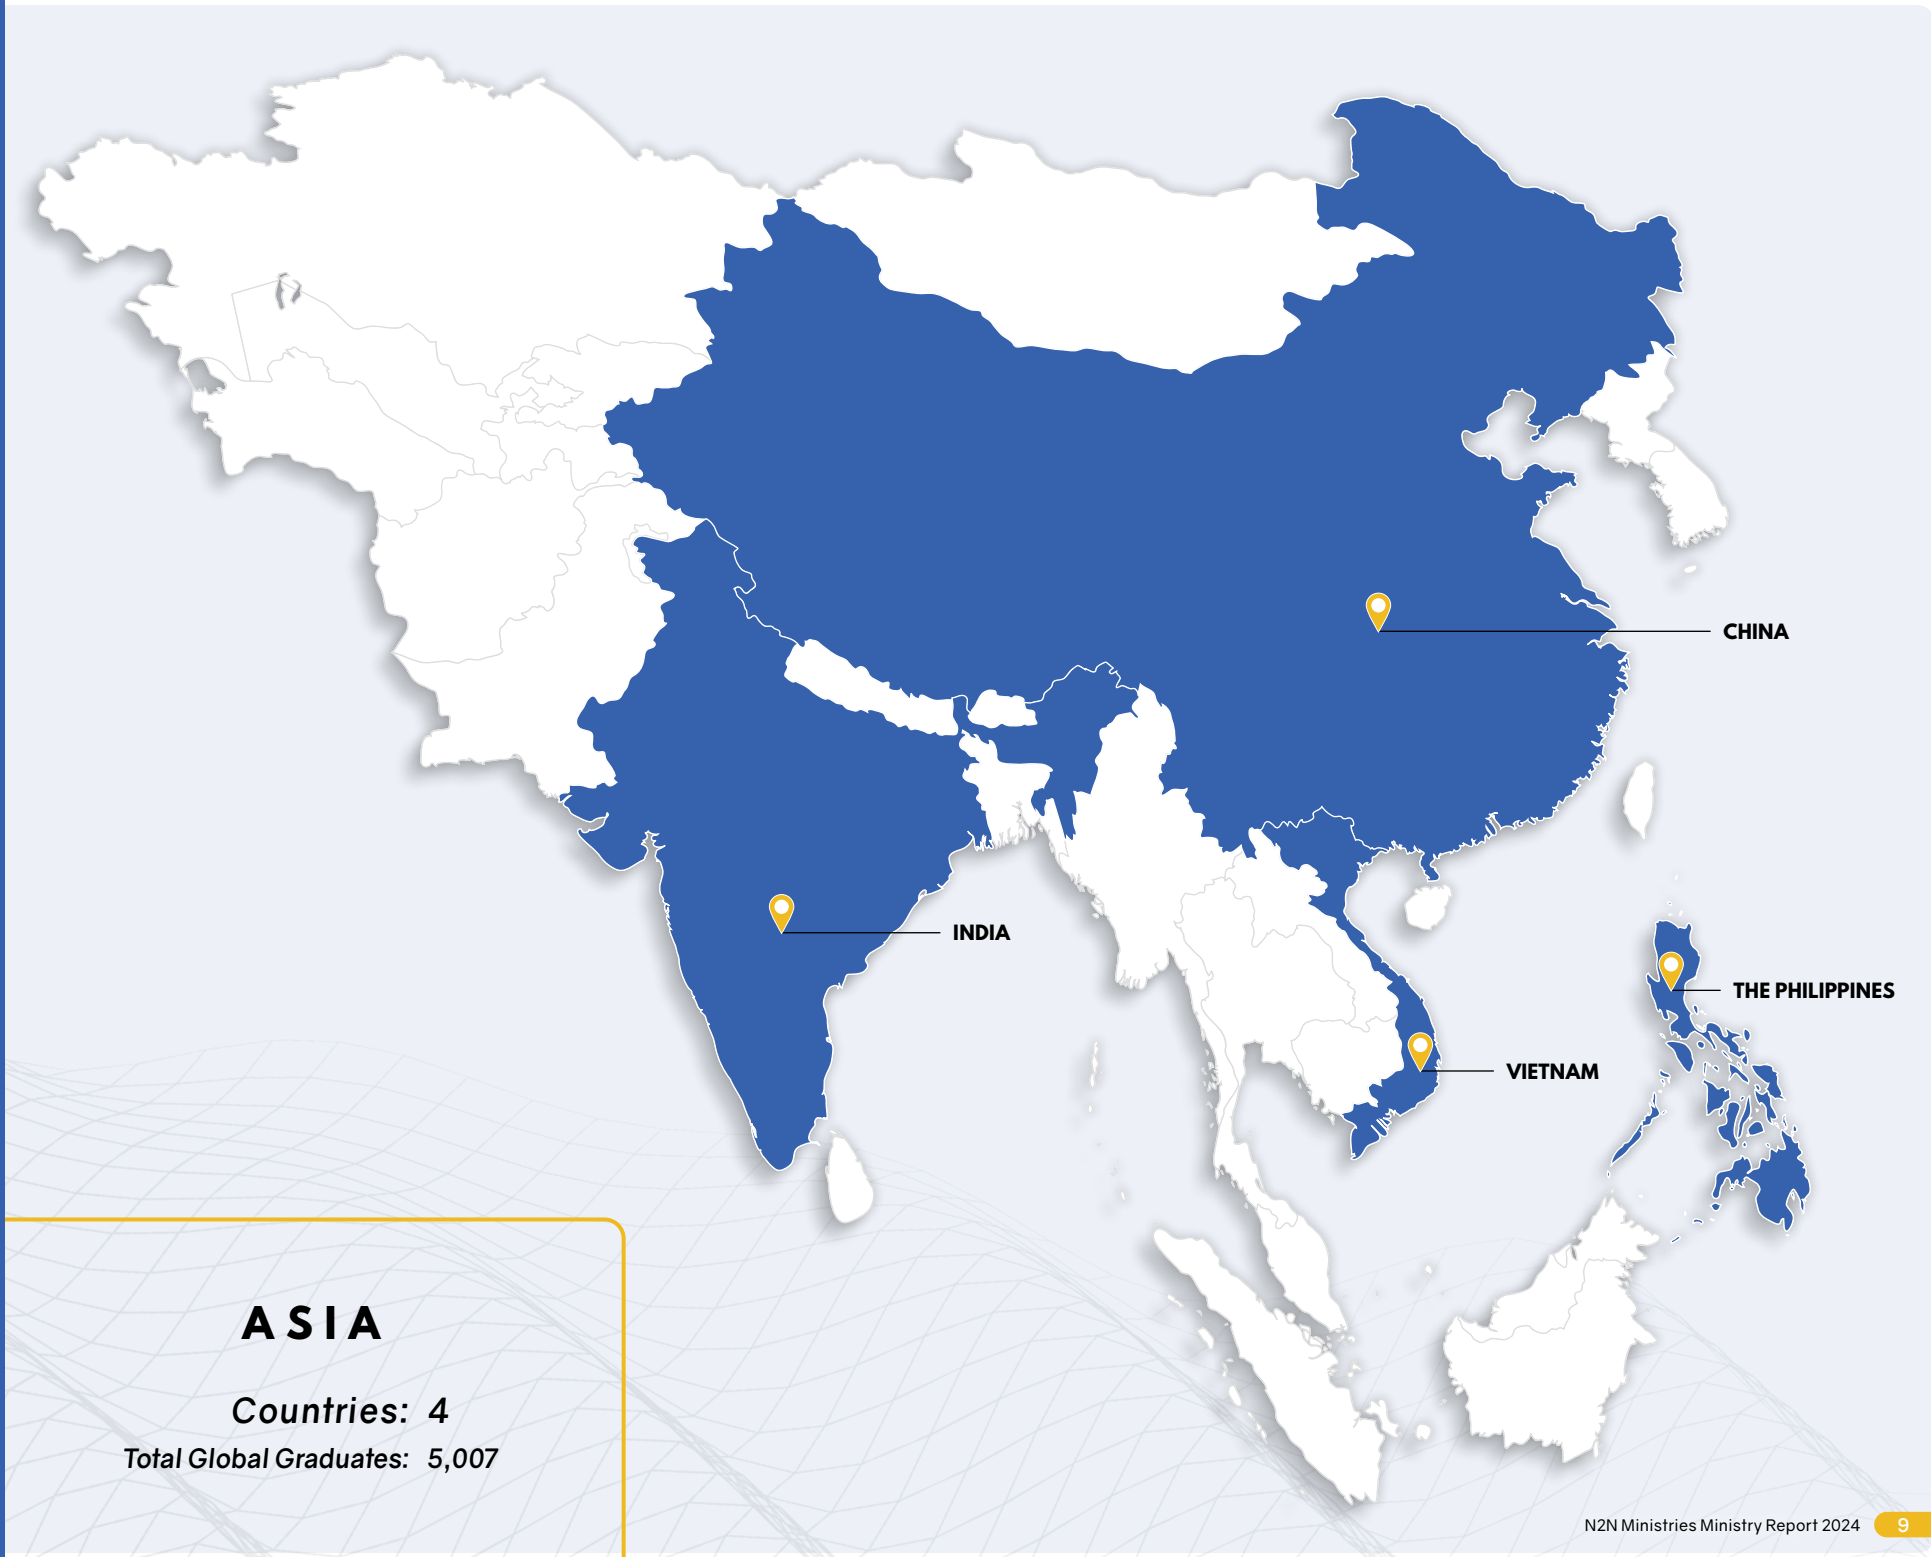 CHINA
INDIA
THE PHILIPPINES
VIETNAM
ASIA
Countries: 4
Total Global Graduates: 5,007
N2N Ministries Ministry Report 2024 9